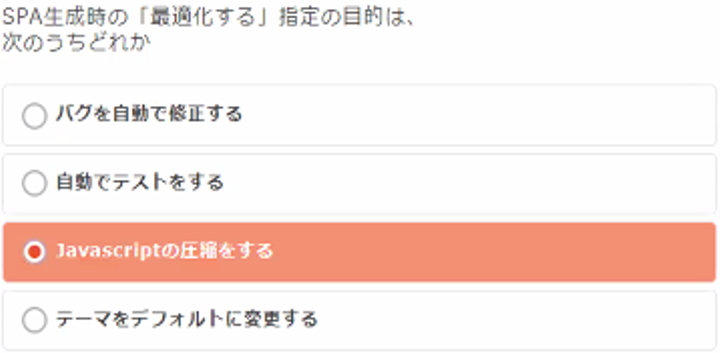 SPA生成時の「最適化する」指定の目的は、
次のうちどれか
バグを自動で修正する
自動でテストをする
Javascriptの圧縮をする
テーマをデフォルトに変更する